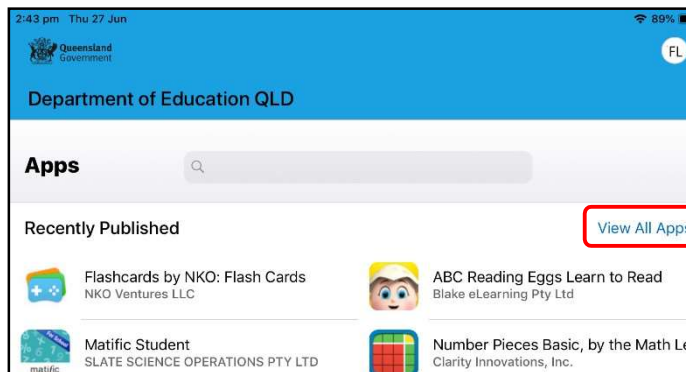 2:43 pm Thu 27 Jun 89%
Queensland
Government
FL
Department of Education QLD
Apps
Recently Published View All Apps
Flashcards by NKO: Flash Cards
NKO Ventures LLC
ABC Reading Eggs Learn to Read
Blake eLearning Pty Ltd
Matific Student
SLATE SCIENCE OPERATIONS PTY LTD
matific
Number Pieces Basic, by the Math Le
Clarity Innovations, Inc.